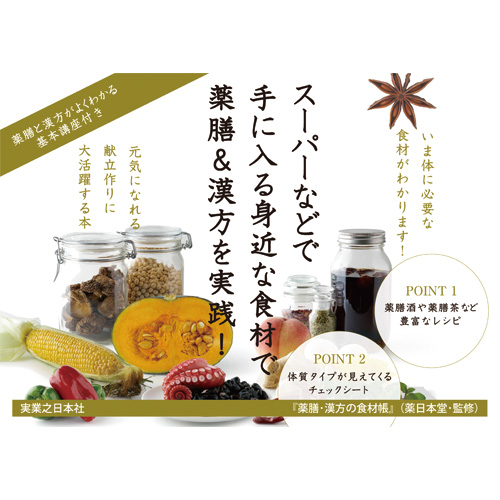 薬膳と漢方がよくわかる
基本講座付き
スーパーなどで
手に入る身近な食材で
薬膳&漢方を実践！
いま体に必要な
食材がわかります！
元気になれる
献立作りに
大活躍する本
POINT 1
薬膳酒や薬膳茶など
豊富なレシピ
POINT 2
体質タイプが見えてくる
チェックシート
実業之日本社
『薬膳・漢方の食材帳』（薬日本堂・監修）